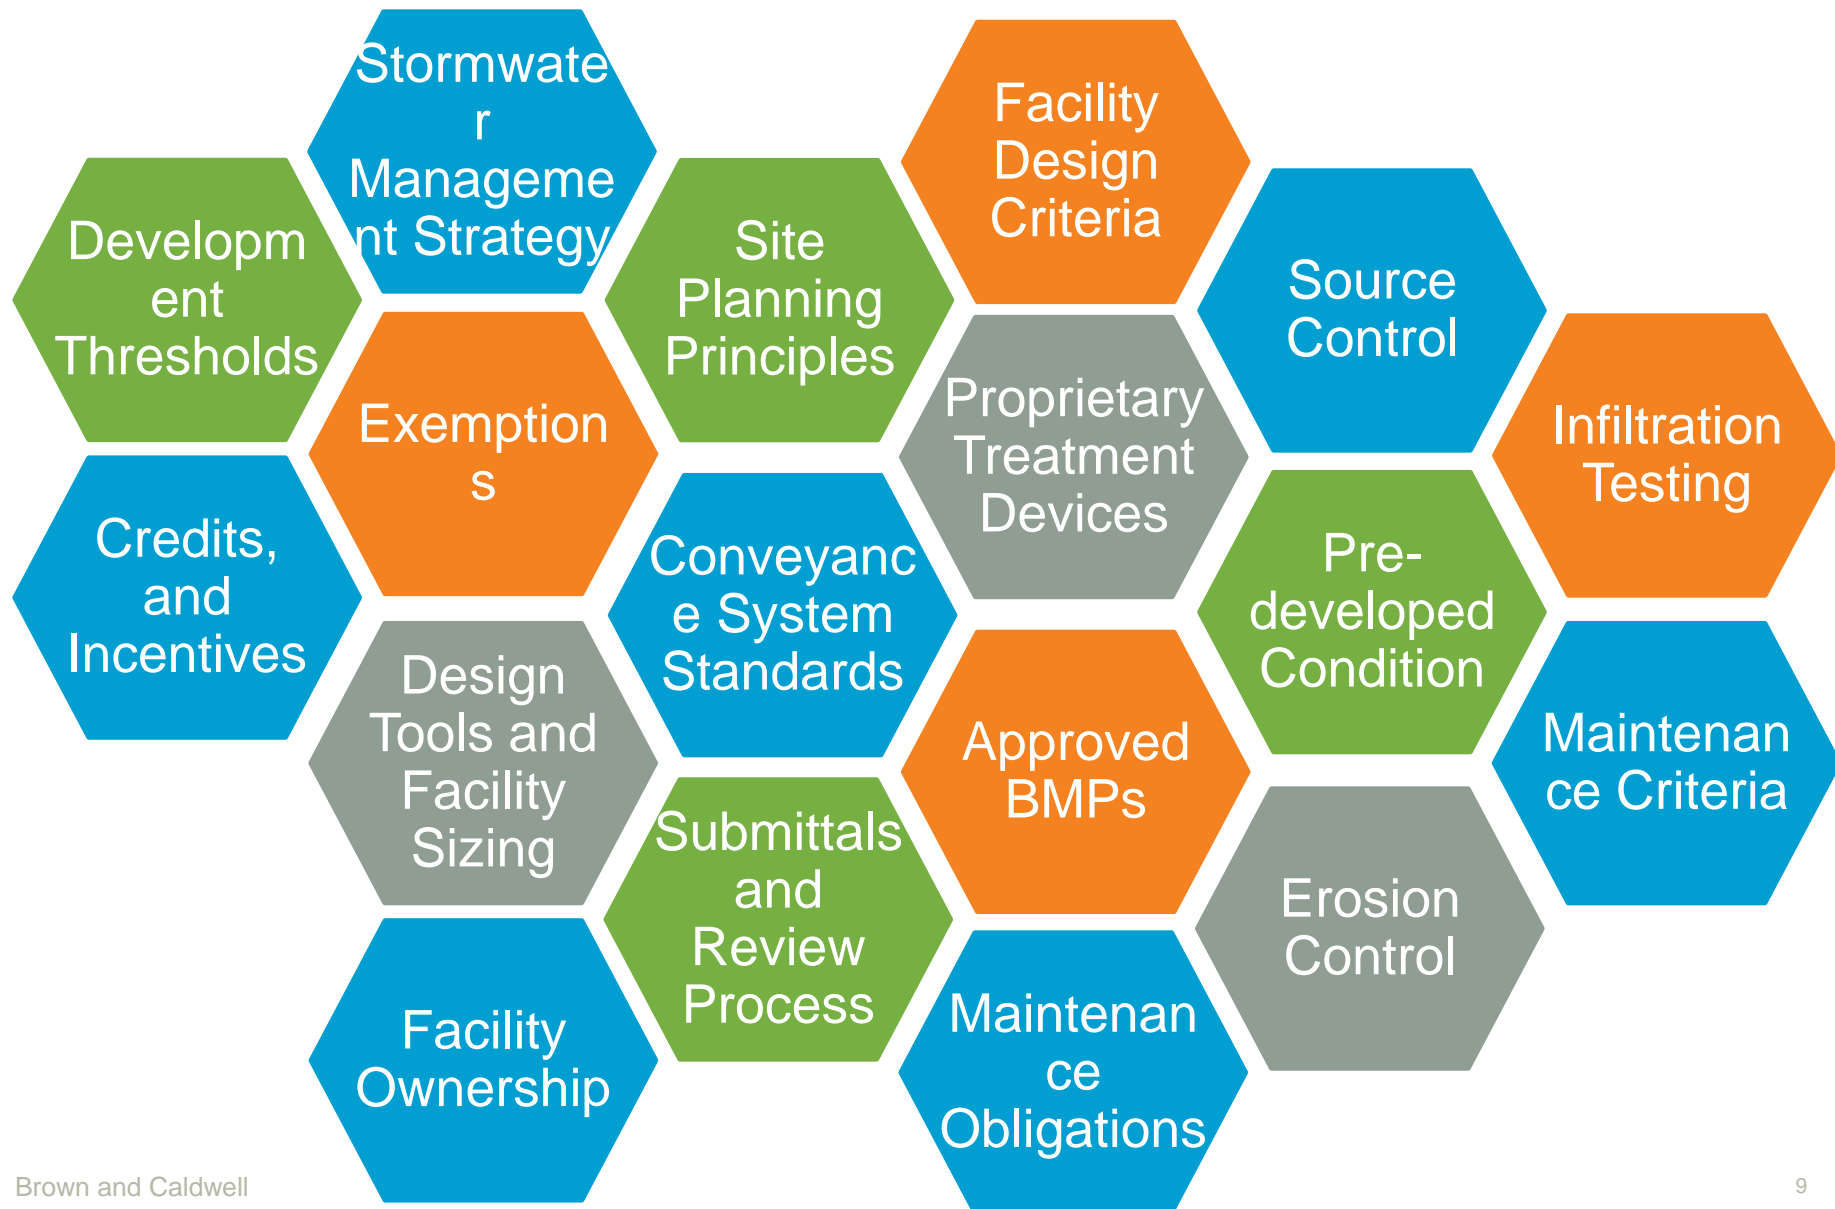 Stormwate
r
Manageme
nt Strategy
Facility
Design
Criteria
Developm
ent
Thresholds
Site
Planning
Principles
Source
Control
Exemption
s
Proprietary
Treatment
Devices
Infiltration
Testing
Credits,
and
Incentives
Conveyanc
e System
Standards
Pre-
developed
Condition
Design
Tools and
Facility
Sizing
Approved
BMPs
Maintenan
ce Criteria
Submittals
and
Review
Process
Erosion
Control
Facility
Ownership
Maintenan
ce
Obligations
Brown and Caldwell
9